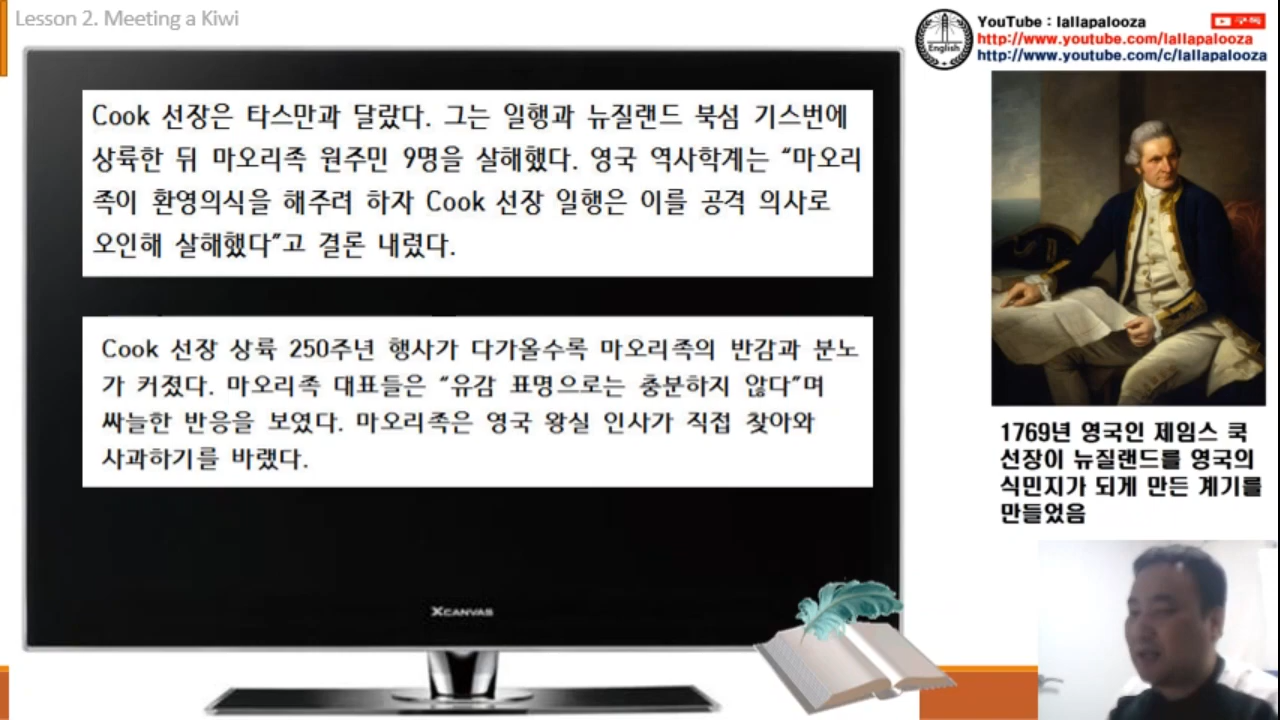 Lesson 2. Meeting a Kiwi
English
YouTube : lallapalooza
구독
http://www.youtube.com/lallapalooza
http://www.youtube.com/c/lallapalooza
Cook 선장은 타스만과 달랐다. 그는 일행과 뉴질랜드 북섬 기스번에
상륙한 뒤 마오리족 원주민 9명을 살해했다. 영국 역사학계는 “마오리
족이 환영의식을 해주려 하자 Cook 선장 일행은 이를 공격 의사로
오인해 살해했다”고 결론 내렸다.
Cook 선장 상륙 250주년 행사가 다가올수록 마오리족의 반감과 분노
가 커졌다. 마오리족 대표들은 “유감 표명으로는 충분하지 않다”며
싸늘한 반응을 보였다. 마오리족은 영국 왕실 인사가 직접 찾아와
사과하기를 바랬다.
XCANVAS
1769년 영국인 제임스 쿡
선장이 뉴질랜드를 영국의
식민지가 되게 만든 계기를
만들었음